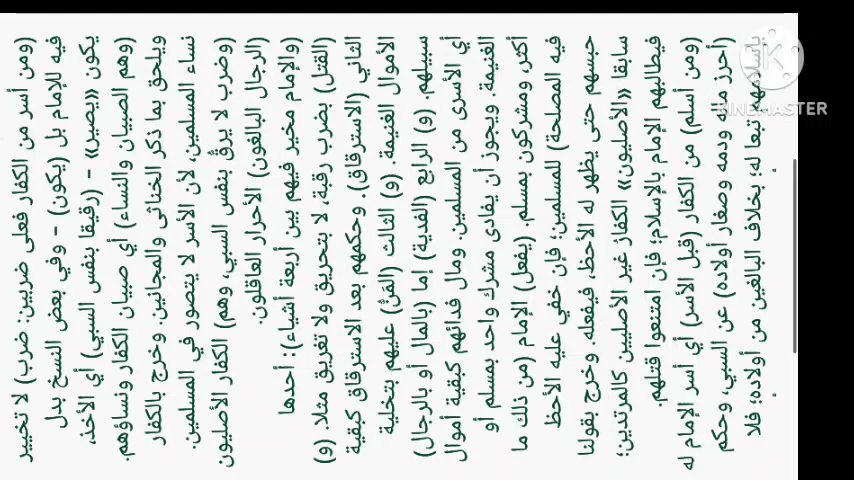 (ومن أسر من الكفار فعلى ضربين: ضرب) لا تخيير
فيه للإمام بل (يكون) - وفي بعض النسخ بدل
يكون «يصير» - (رقيقا بنفس السبي) أي الأخذ،
(وهم الصبيان والنساء) أي صبيان الكفار ونساؤهم.
ويلحق بما ذكر الخناثى والمجانين. وخرج بالكفار
نساء المسلمين، لأن الأسر لا يتصور في المسلمين.
(وضرب لا يرقُّ بنفس السبي، وهم) الكفار الأصليون
(الرجال البالغون) الأحرار العاقلون.
(والإمام مخير فيهم بين أربعة أشياء): أحدها
(القتل) بضرب رقبة، لا بتحريق ولا تغريق مثلا. (و)
الثاني (الاسترقاق). وحكمهم بعد الاسترقاق كبقية
الأموال الغنيمة. (و) الثالث (المَنُّ) عليهم بتخلية
سبيلهم. (و) الرابع (الفدية) إما (بالمال أو بالرجال)
أي الأسرى من المسلمين. ومال فدائهم كبقية أموال
الغنيمة. ويجوز أن يفادى مشرك واحد بمسلم أو
أكثر، ومشركون بمسلم. (يفعل) الإمام (من ذلك ما
فيه المصلحة) للمسلمين؛ فإن خفي عليه الأحظ
حبسهم حتى يظهر له الأحظ، فيفعله. وخرج بقولنا
سابقا «الأصليون» الكفارُ غير الأصليين كالمرتدين؛
فيطالبهم الإمام بالإسلام؛ فإن امتنعوا قتلهم.
(ومن أسلم) من الكفار (قبل الأسر) أي أسر الإمام له
(أحرز ماله ودمه وصغار أولاده) عن السبي، وحكم
بإسلامهم تبعا له؛ بخلاف البالغين من أولاده؛ فلا
KINEMASTER